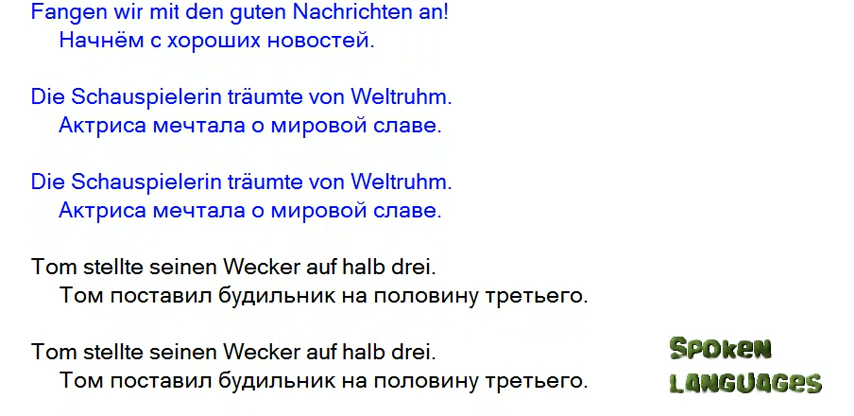 Fangen wir mit den guten Nachrichten an!
Начнём с хороших новостей.
Die Schauspielerin träumte von Weltruhm.
Актриса мечтала о мировой славе.
Die Schauspielerin träumte von Weltruhm.
Актриса мечтала о мировой славе.
Tom stellte seinen Wecker auf halb drei.
Том поставил будильник на половину третьего.
Tom stellte seinen Wecker auf halb drei.
Том поставил будильник на половину третьего.
Spoken
Languages